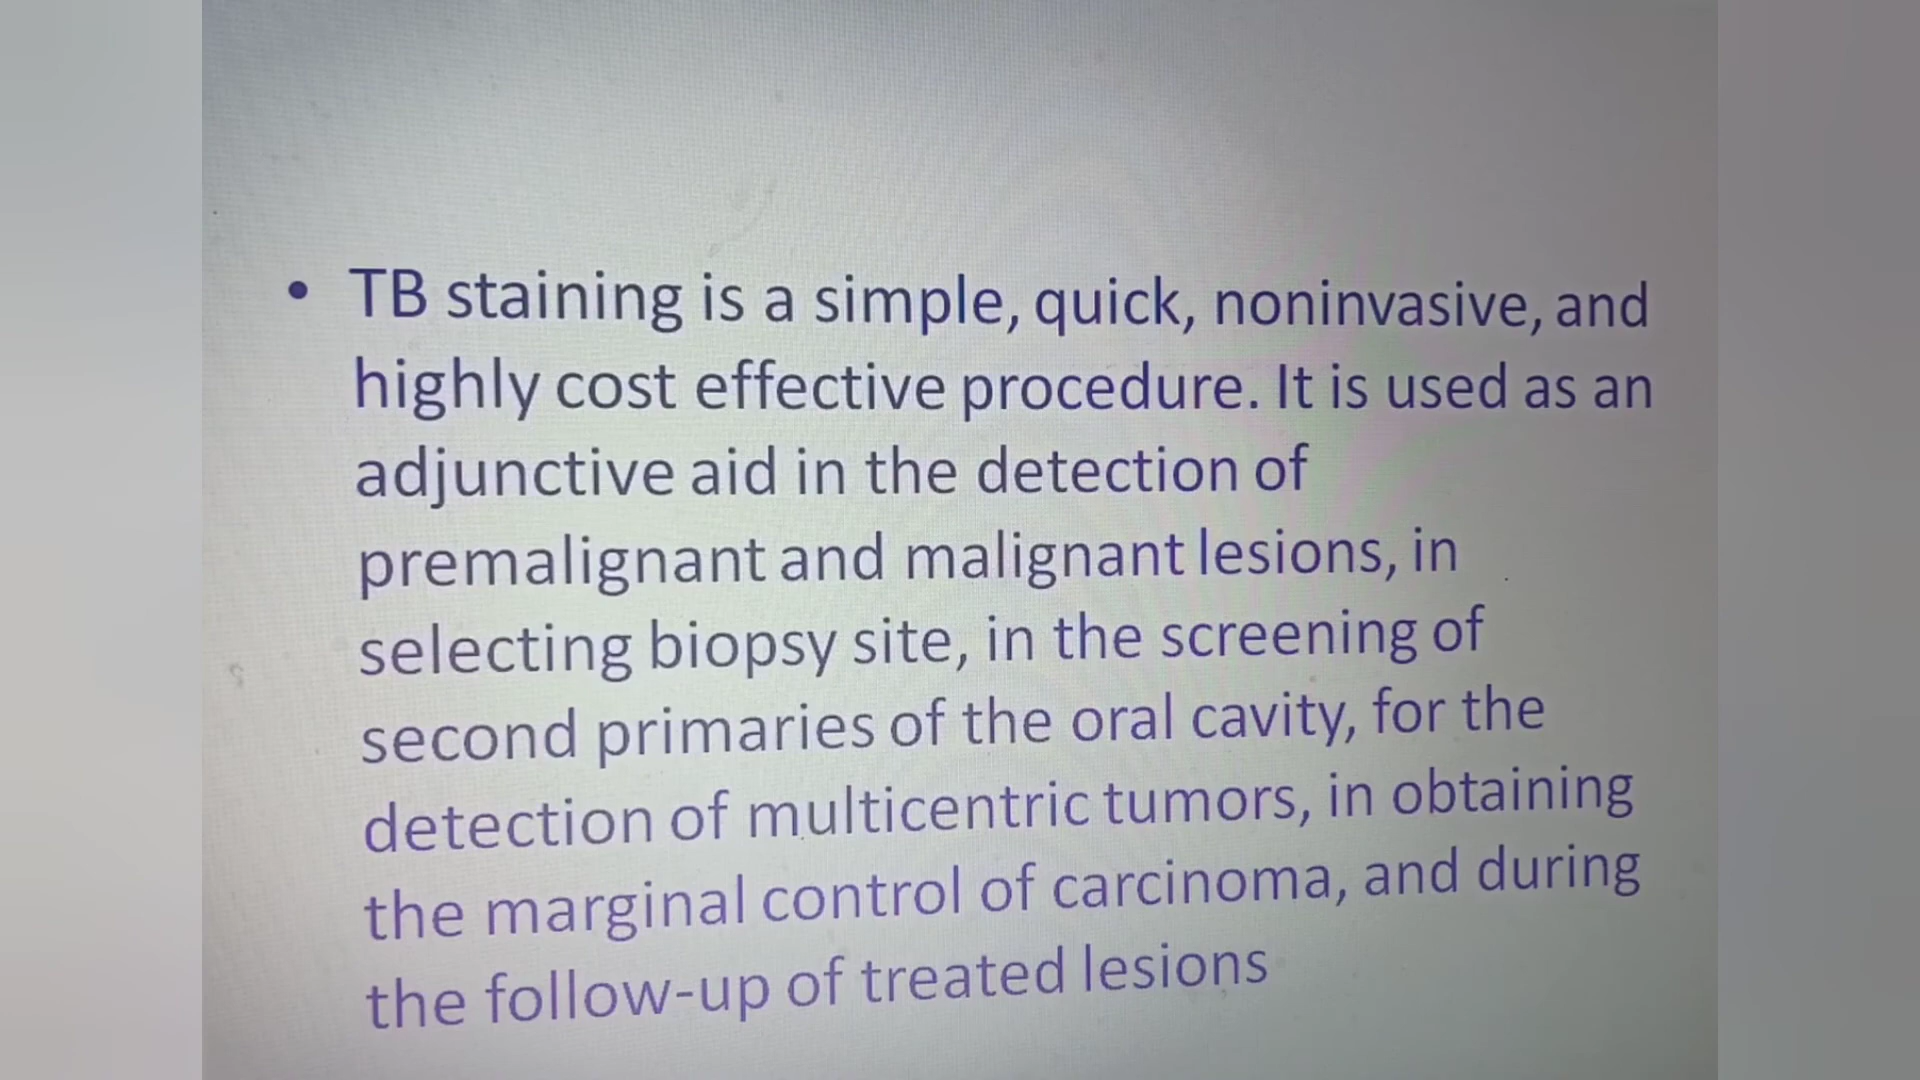 • TB staining is a simple, quick, noninvasive, and
highly cost effective procedure. It is used as an
adjunctive aid in the detection of
premalignant and malignant lesions, in
selecting biopsy site, in the screening of
second primaries of the oral cavity, for the
detection of multicentric tumors, in obtaining
the marginal control of carcinoma, and during
the follow-up of treated lesions